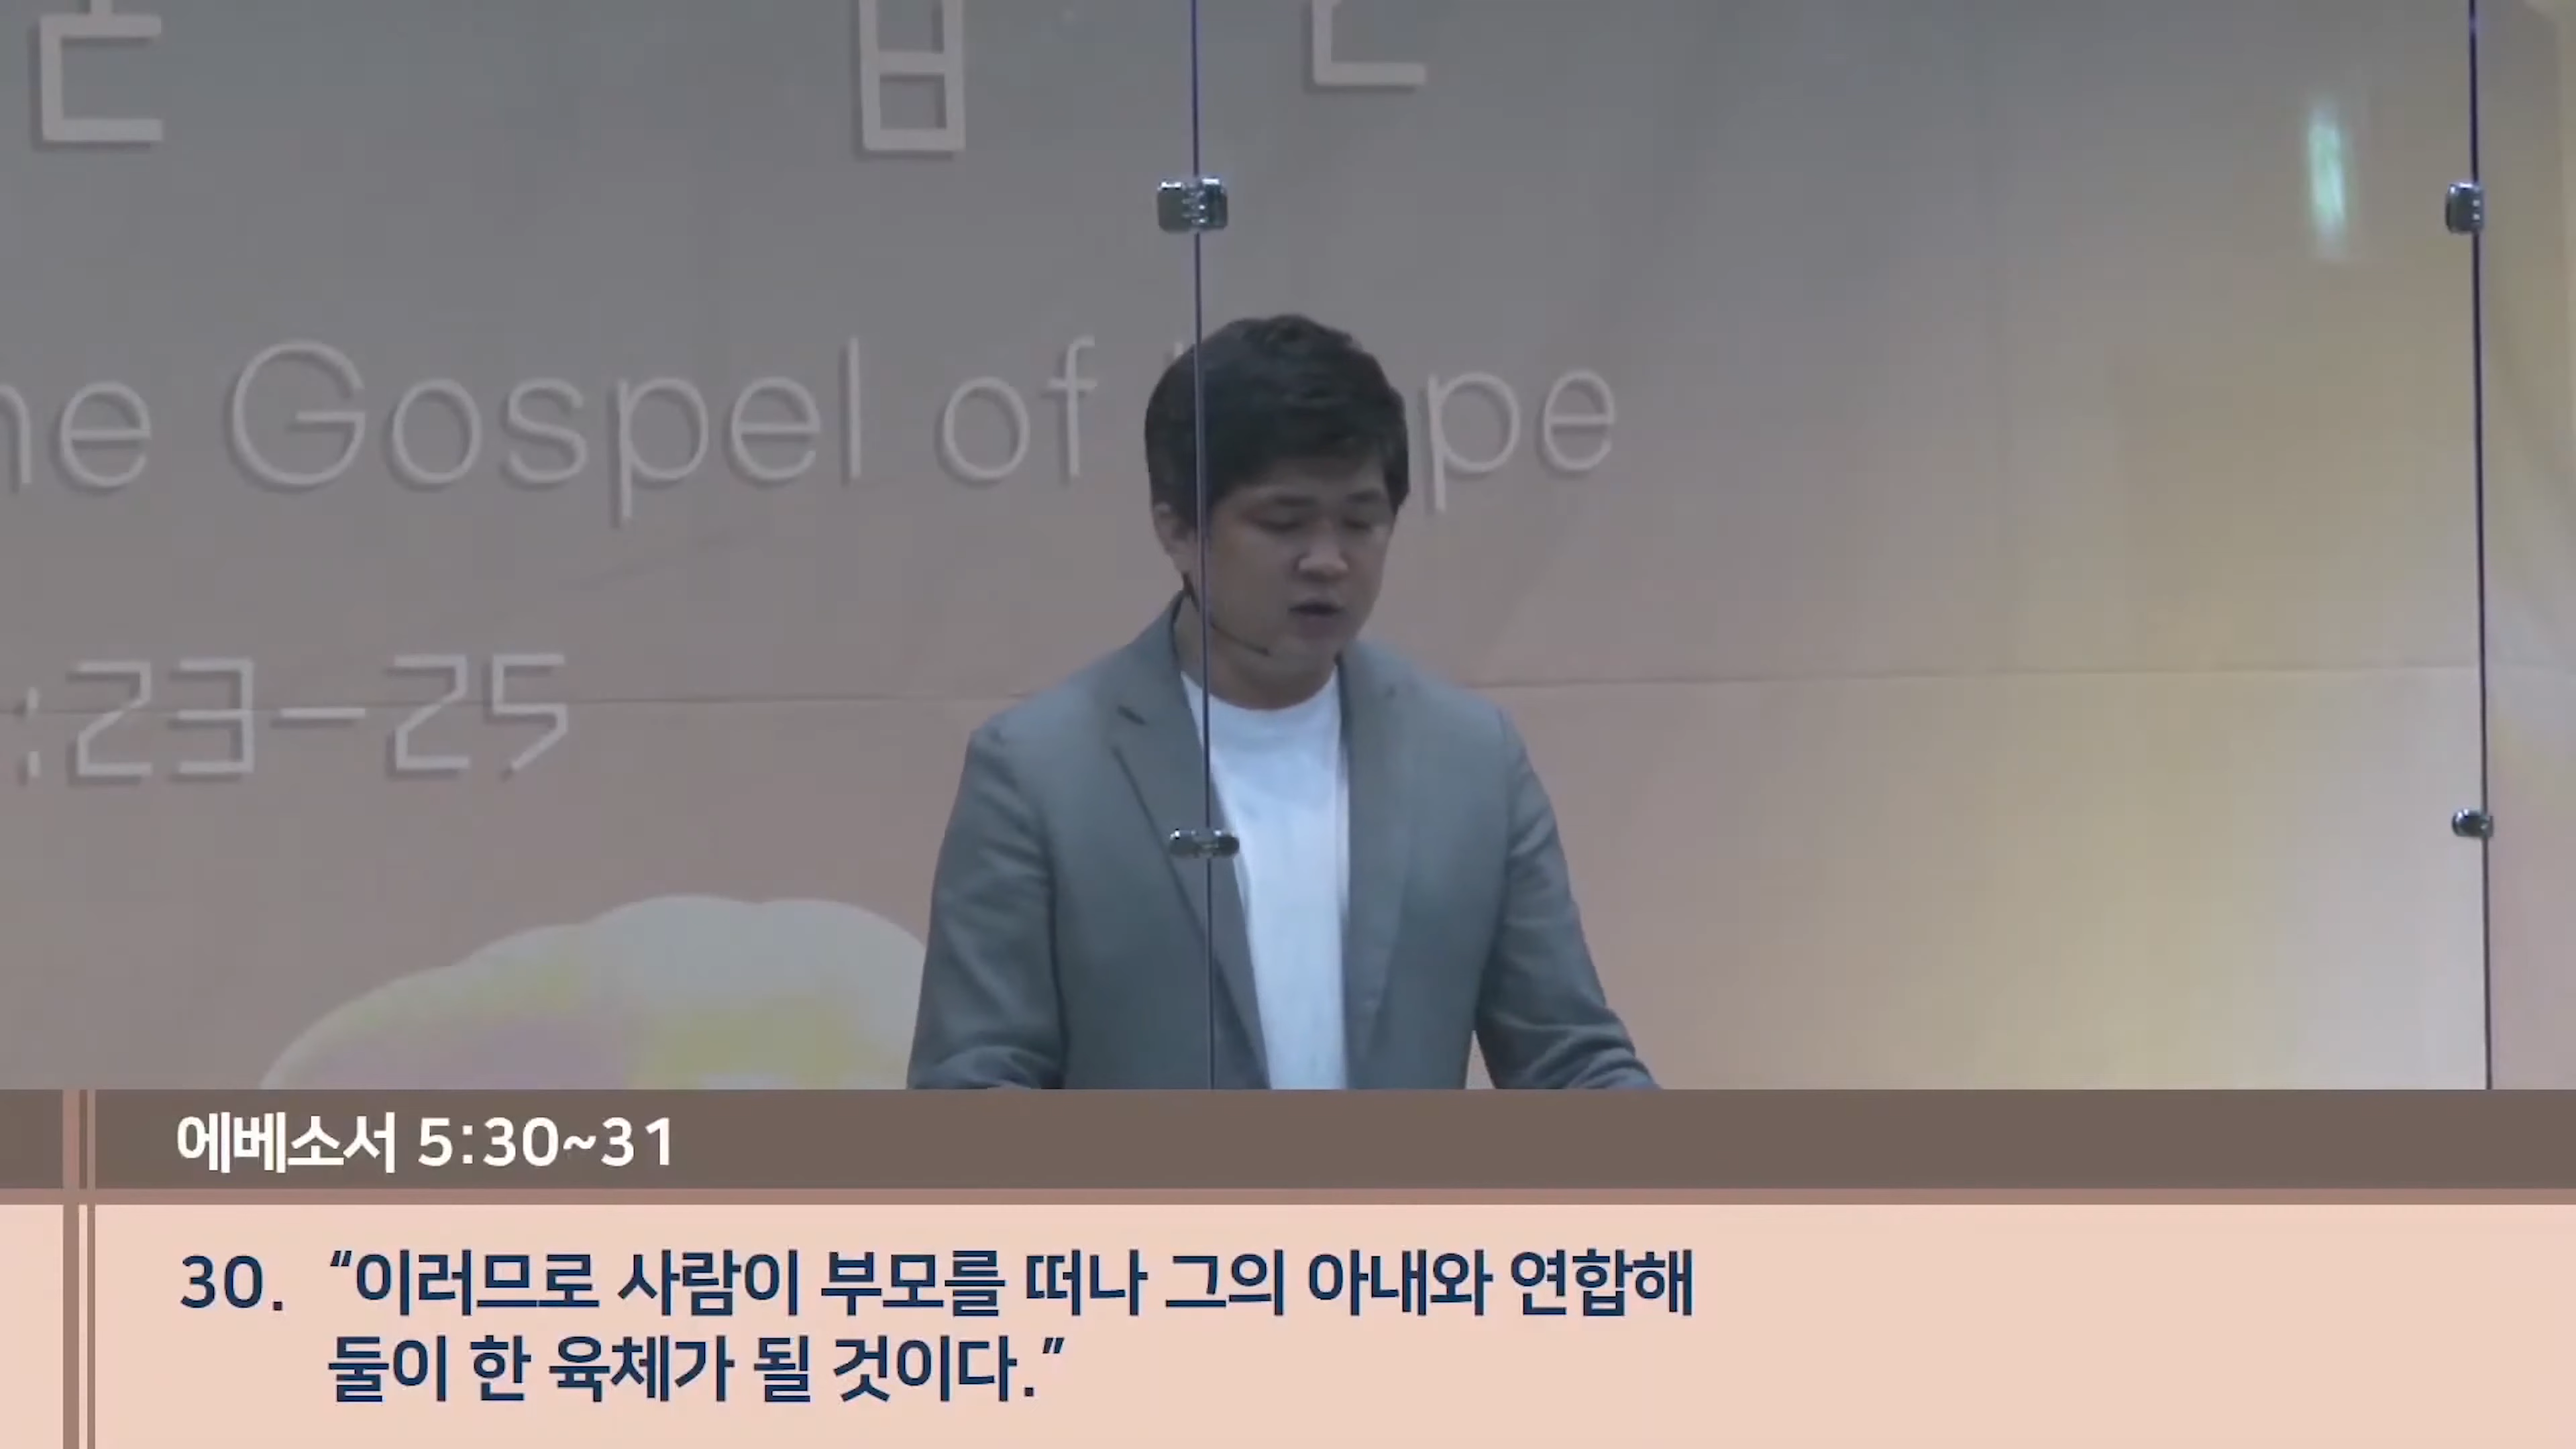 Gospel of
:23-25
에베소서 5:30~31
30. “이러므로 사람이 부모를 떠나 그의 아내와 연합해
둘이 한 육체가 될 것이다.”